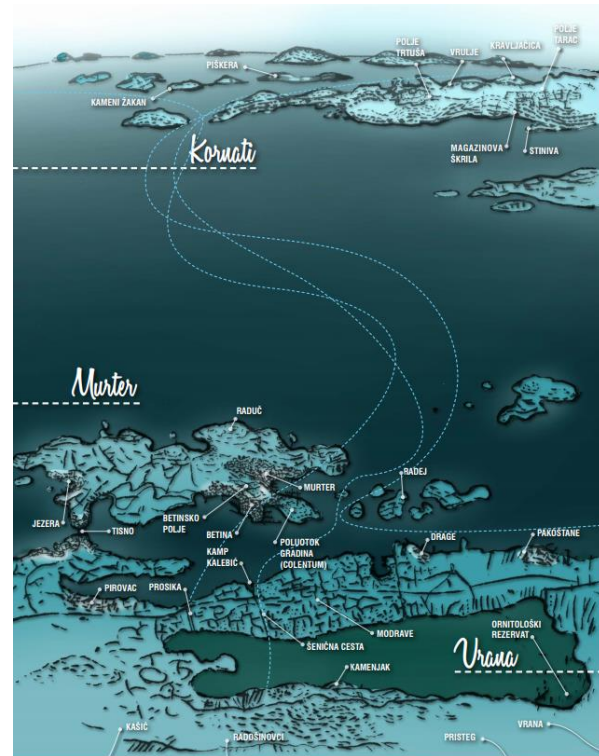 POLJE
TARAC
POLJE
TRTUŠA
VRULJE
KRAVLJAČICA
PIŠKERA
KAMENI ŽAKAN
MAGAZINOVA
ŠKRILA
STINIVA
Kornati
Murter
RADUČ
RADEJ
MURTER
JEZERA
TISNO
BETINSKO
POLJE
BETINA
POLUOTOK
GRADINA
(COLENTUM)
DRAGE
PAKOŠTANE
KAMP
KALEBIĆ
PIROVAC
PROSIKA
MODRAVE
ŠENIČNA CESTA
ORNITOLOŠKI
REZERVAT
Vrana
KAMENJAK
KAŠIĆ
RADOŠINOVCI
PRISTEG
VRANA